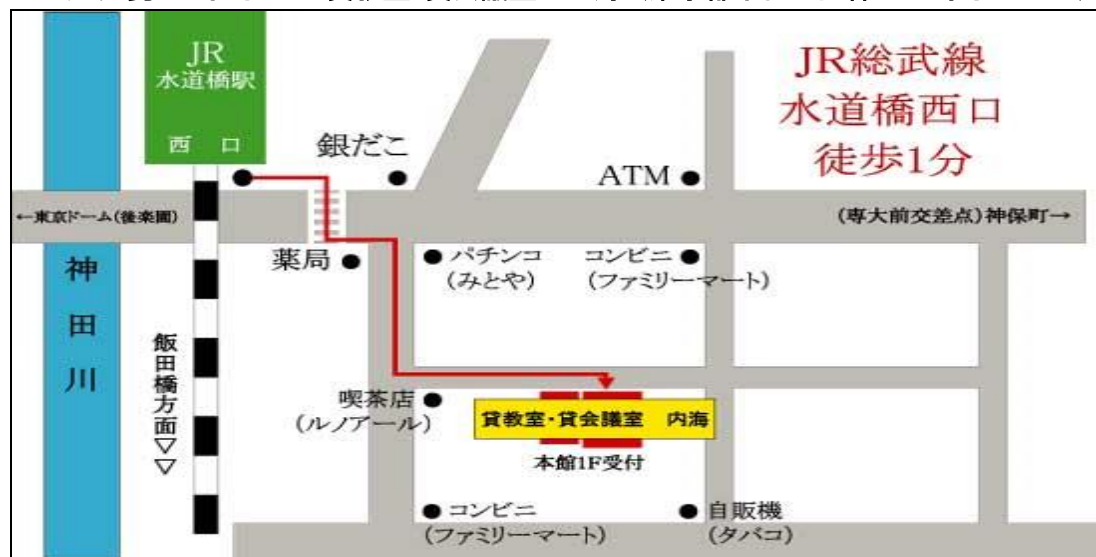 JR
水道橋駅
西 口
JR総武線
水道橋西口
徒歩1分
銀だこ
ATM
←東京ドーム(後楽園)
(専大前交差点)神保町→
薬局
パチンコ
(みとや)
コンビニ
(ファミリーマート)
神田川
飯田橋方面▽▽
喫茶店
(ルノアール)
貸教室・貸会議室 内海
本館1F受付
コンビニ
(ファミリーマート)
自販機
(タバコ)